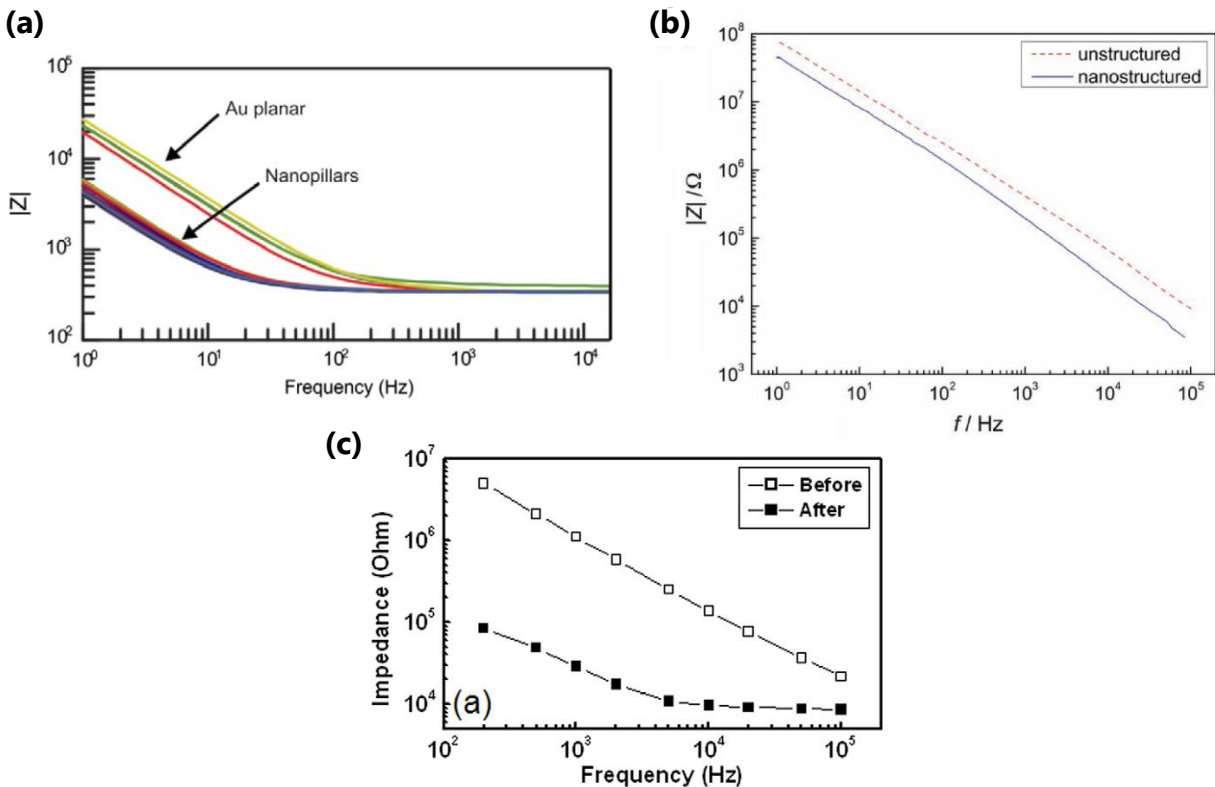 (a)
10^5
Au planar
10^4
Nanopillars
|Z|
10^3
10^2
10^0
10^1
10^2
10^3
10^4
Frequency (Hz)
(b)
10^8
unstructured
nanostructured
10^7
10^6
|Z| /Ω
10^5
10^4
10^3
10^0
10^1
10^2
10^3
10^4
10^5
f / Hz
(c)
10^7
Before
After
10^6
Impedance (Ohm)
10^5
10^4
(a)
10^2
10^3
10^4
10^5
Frequency (Hz)